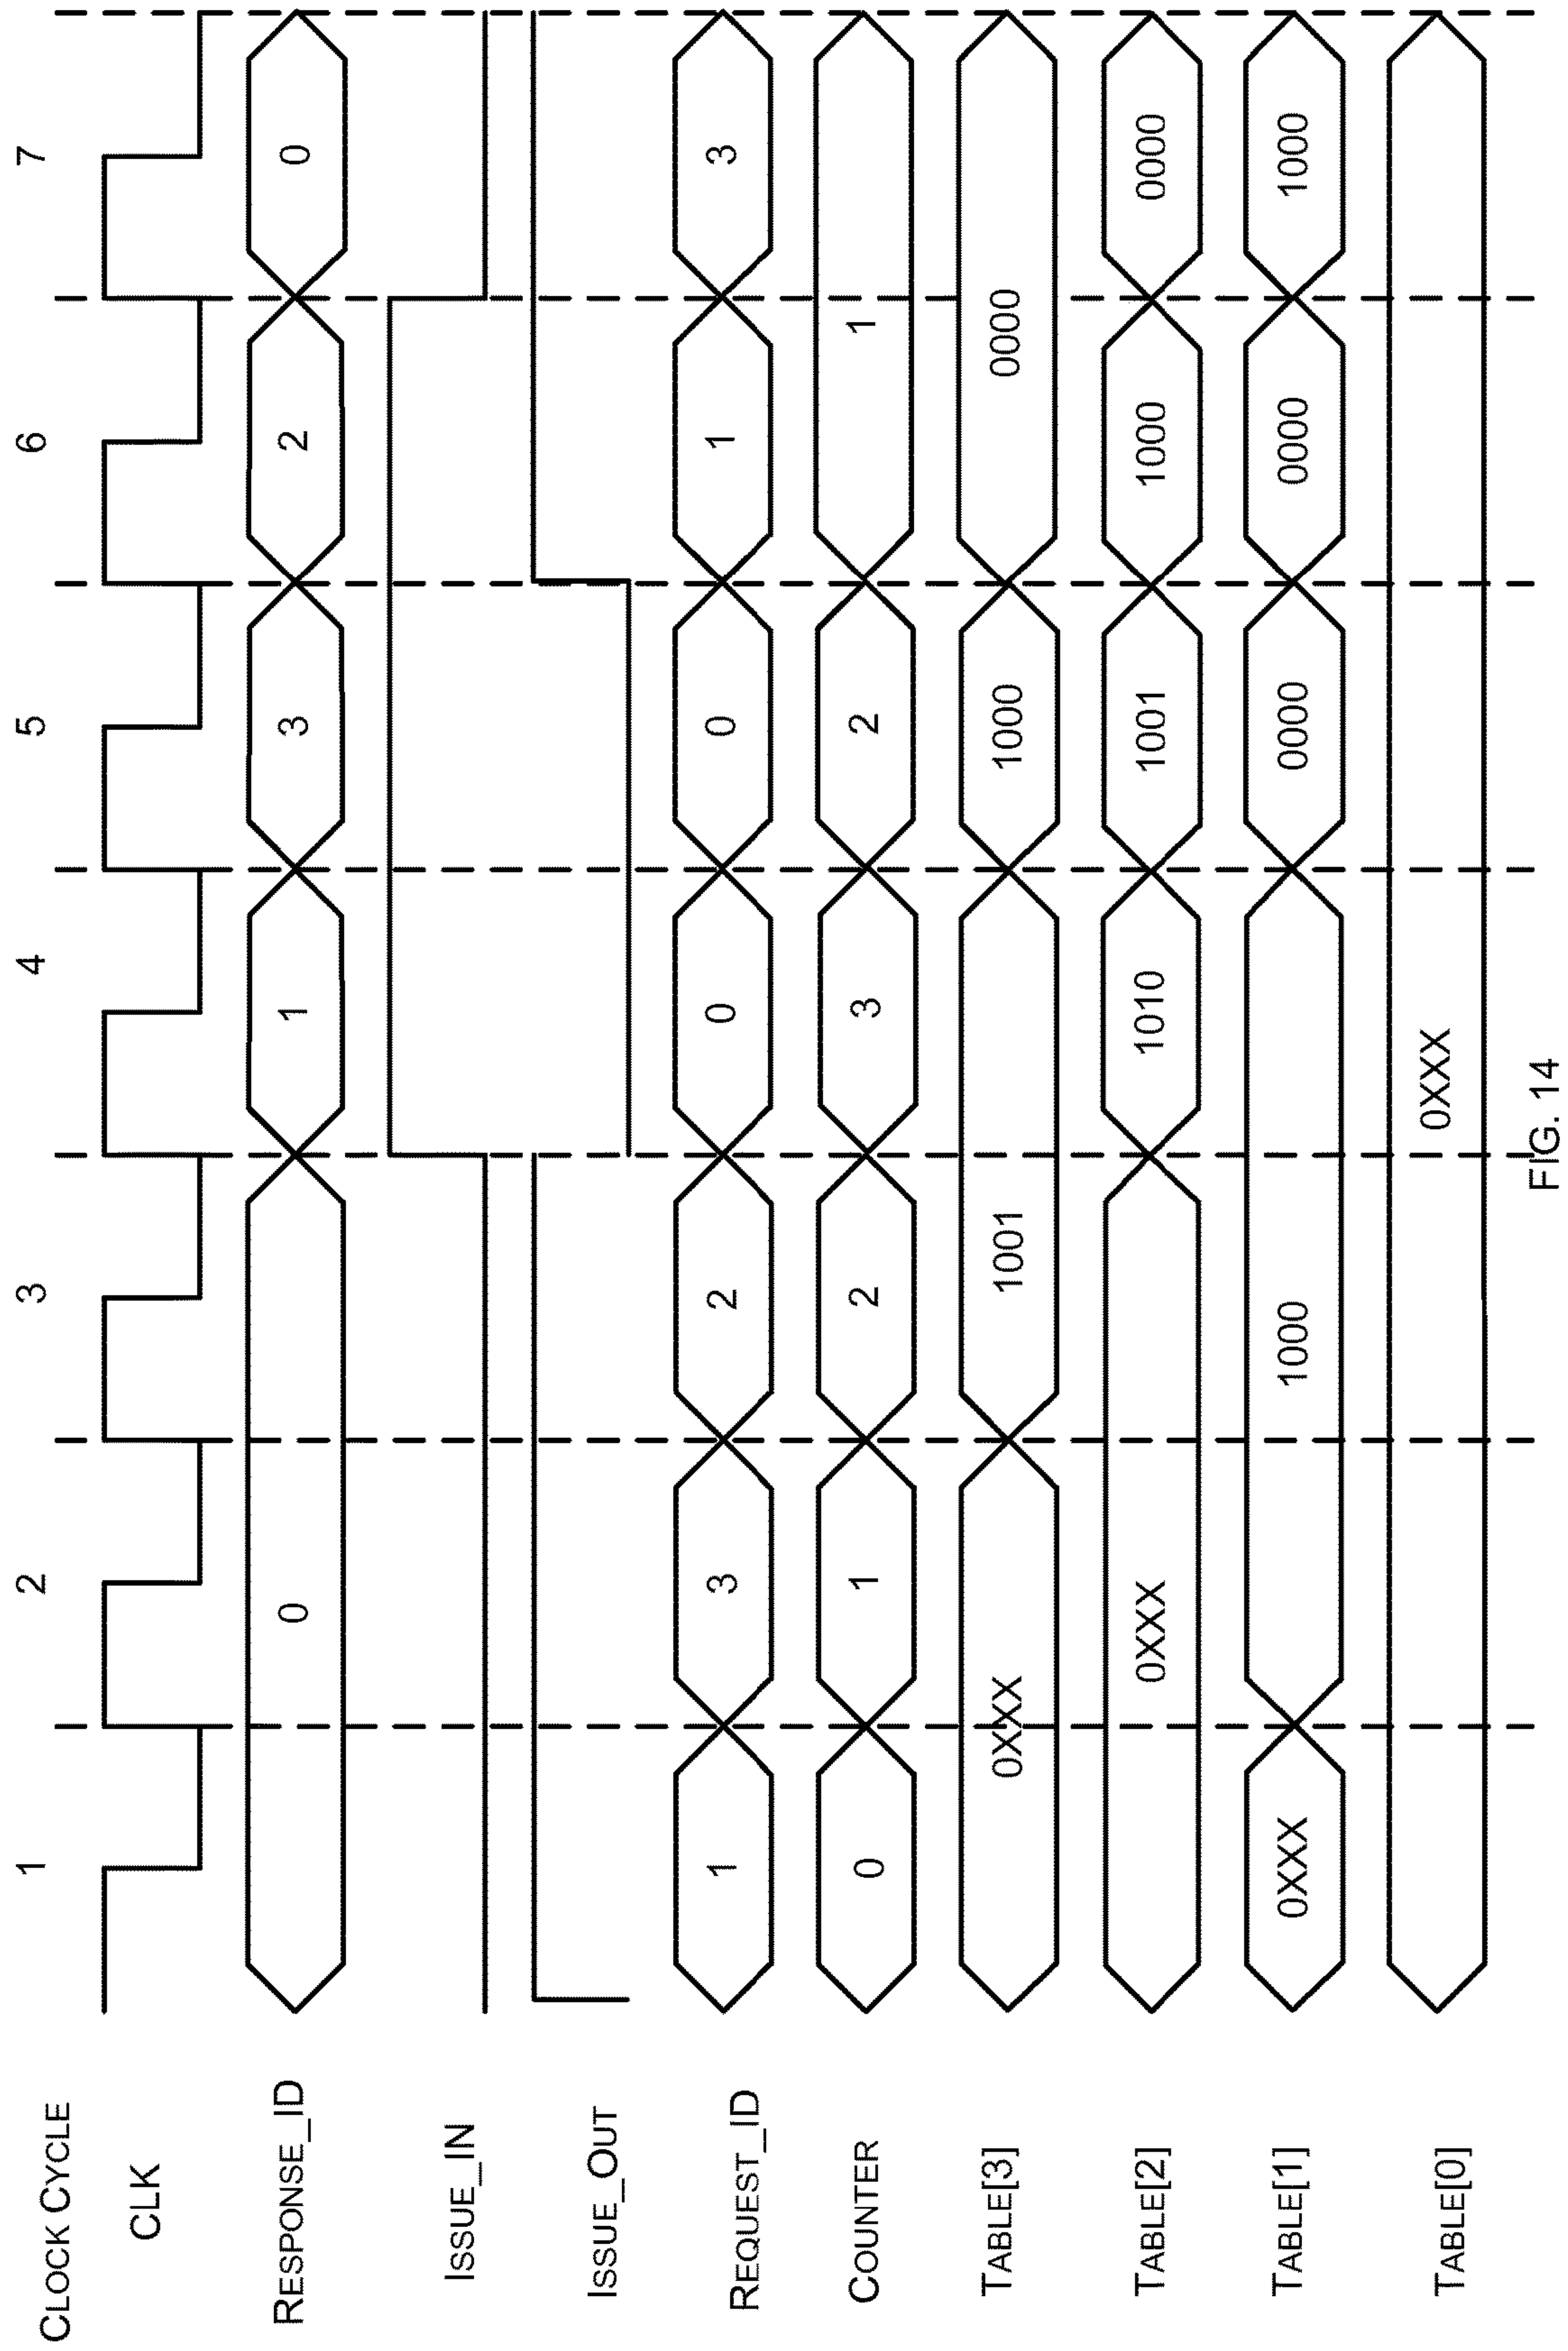 CLOCK CYCLE 1 2 3 4 5 6 7
CLK
RESPONSE_ID 0 1 3 2 0
ISSUE_IN
ISSUE_OUT
REQUEST_ID 1 3 2 0 0 1 3
COUNTER 0 1 2 3 2 1
TABLE[3] 0XXX 1001 1000 0000
TABLE[2] 0XXX 1010 1001 1000 0000
TABLE[1] 0XXX 1000 0000 0000 1000
TABLE[0] 0XXX
FIG. 14